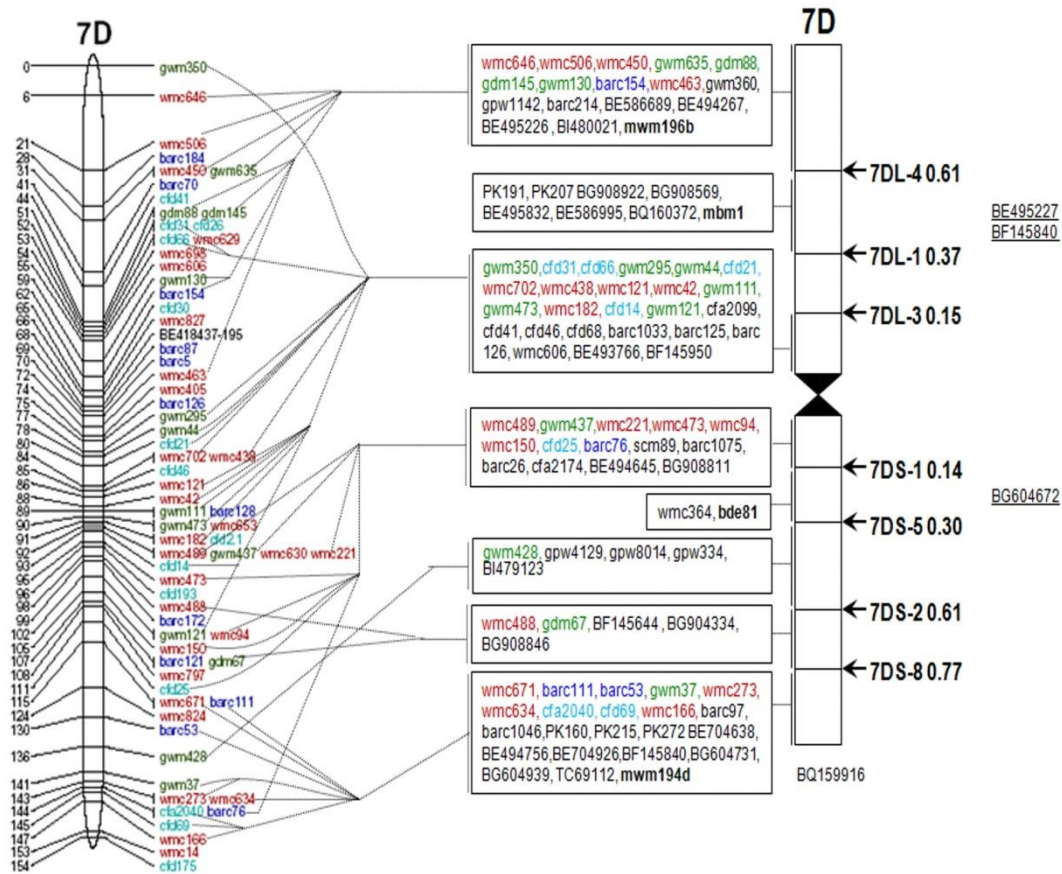 7D
0 gwm350
6 wmc646
21 wmc506
28 barc184
31 wmc450 gwm635
41 barc70
44 cfd41
51 gdm88 gdm145
52 cfd31 cfd26
53 cfd66 wmc629
54 wmc698
55 wmc606
59 gwm130
62 barc154
65 cfd30
66 wmc827
68 BE418437-195
69 barc87
70 barc5
72 wmc463
74 wmc405
75 barc126
77 gwm295
78 gwm44
80 cfd21
84 wmc702 wmc438
85 cfd46
86 wmc121
88 wmc42
89 gwm111 barc128
90 gwm473 wmc653
91 wmc182 cfd2.1
92 wmc489 gwm437 wmc630 wmc221
93 cfd14
95 wmc473
96 cfd193
98 wmc488
99 barc172
102 gwm121 wmc94
105 wmc150
107 barc121 gdm67
108 wmc797
111 cfd25
115 wmc671 barc111
124 wmc824
130 barc53
136 gwm428
141 gwm37
143 wmc273 wmc634
144 cfa2040 barc76
145 cfd69
147 wmc166
153 wmc14
154 cfd175
wmc646,wmc506,wmc450, gwm635, gdm88,
gdm145,gwm130,barc154,wmc463,gwm360,
gpw1142, barc214, BE586689, BE494267,
BE495226, BI480021, mwm196b
PK191, PK207 BG908922, BG908569,
BE495832, BE586995, BQ160372, mbm1
gwm350,cfd31,cfd66,gwm295,gwm44,cfd21,
wmc702,wmc438,wmc121,wmc42, gwm111,
gwm473, wmc182, cfd14, gwm121, cfa2099,
cfd41, cfd46, cfd68, barc1033, barc125, barc
126, wmc606, BE493766, BF145950
wmc489,gwm437,wmc221,wmc473, wmc94,
wmc150, cfd25, barc76, scm89, barc1075,
barc26, cfa2174, BE494645, BG908811
wmc364, bde81
gwm428, gpw4129, gpw8014, gpw334,
BI479123
wmc488, gdm67, BF145644, BG904334,
BG908846
wmc671, barc111, barc53, gwm37, wmc273,
wmc634, cfa2040, cfd69, wmc166, barc97,
barc1046, PK160, PK215, PK272 BE704638,
BE494756, BE704926, BF145840, BG604731,
BG604939, TC69112, mwm194d
7D
7DL-4 0.61
7DL-1 0.37
7DL-3 0.15
7DS-1 0.14
7DS-5 0.30
7DS-2 0.61
7DS-8 0.77
BQ159916
BE495227
BF145840
BG604672